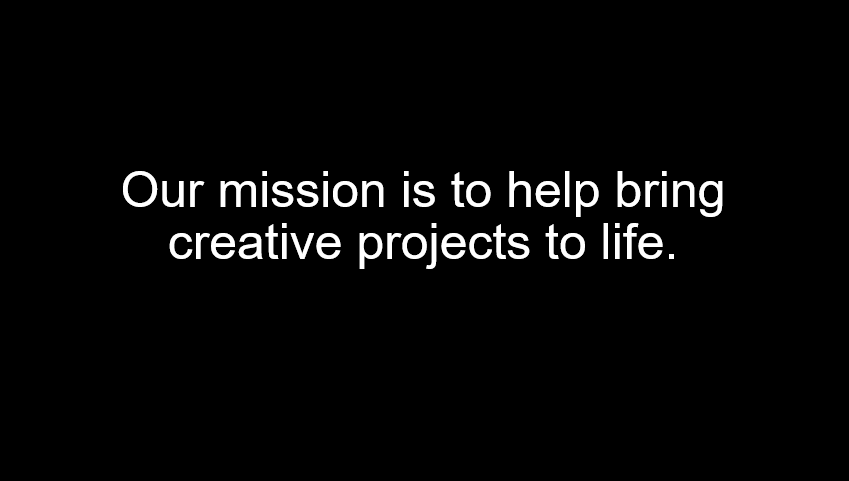 Our mission is to help bring
creative projects to life.